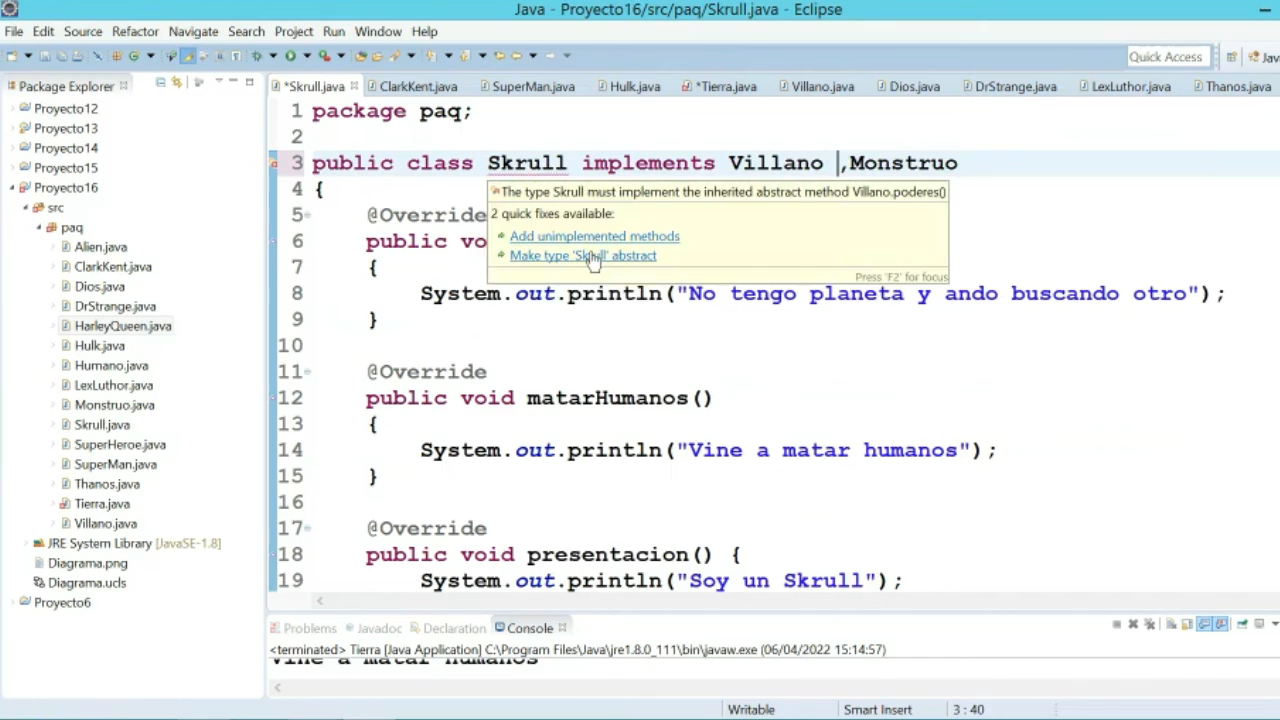 Java - Proyecto16/src/paq/Skrull.java - Eclipse
File Edit Source Refactor Navigate Search Project Run Window Help
Quick Access
Java
Package Explorer
*Skrull.java ClarkKent.java SuperMan.java Hulk.java *Tierra.java Villano.java Dios.java DrStrange.java LexLuthor.java Thanos.java
Proyecto12
Proyecto13
Proyecto14
Proyecto15
Proyecto16
src
paq
Alien.java
ClarkKent.java
Dios.java
DrStrange.java
HarleyQueen.java
Hulk.java
Humano.java
LexLuthor.java
Monstruo.java
Skrull.java
SuperHeroe.java
SuperMan.java
Thanos.java
Tierra.java
Villano.java
JRE System Library [JavaSE-1.8]
Diagrama.png
Diagrama.ucls
Proyecto6
1 package paq;
2
3 public class Skrull implements Villano ,Monstruo
4 {
5 @Override
6 public vo
7 {
8 System.out.println("No tengo planeta y ando buscando otro");
9 }
10
11 @Override
12 public void matarHumanos()
13 {
14 System.out.println("Vine a matar humanos");
15 }
16
17 @Override
18 public void presentacion() {
19 System.out.println("Soy un Skrull");
The type Skrull must implement the inherited abstract method Villano.poderes()
2 quick fixes available:
Add unimplemented methods
Make type 'Skrull' abstract
Press 'F2' for focus
Problems Javadoc Declaration Console
<terminated> Tierra [Java Application] C:\Program Files\Java\jre1.8.0_111\bin\javaw.exe (06/04/2022 15:14:57)
Vine a matar humanos
Writable Smart Insert 3 : 40